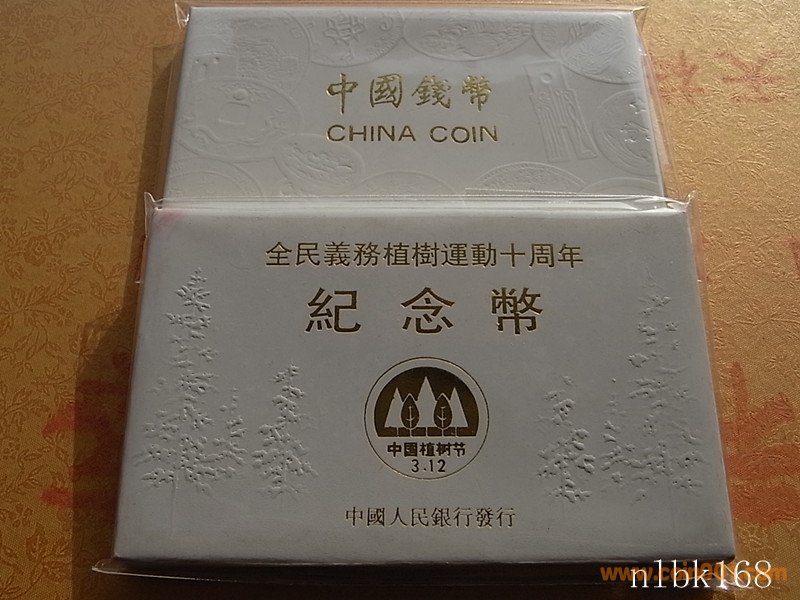 中國錢幣
CHINA COIN
全民義務植樹運動十周年
紀念幣
中国植树节
3.12
中國人民銀行發行
n1bk168